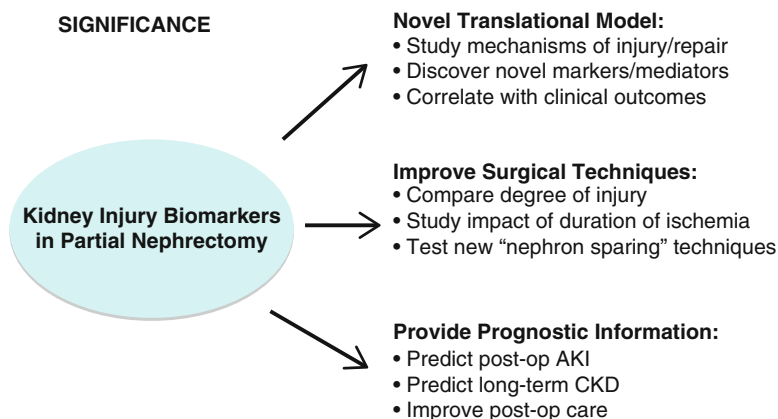 SIGNIFICANCE
Novel Translational Model:
• Study mechanisms of injury/repair
• Discover novel markers/mediators
• Correlate with clinical outcomes
Kidney Injury Biomarkers
in Partial Nephrectomy
Improve Surgical Techniques:
• Compare degree of injury
• Study impact of duration of ischemia
• Test new “nephron sparing” techniques
Provide Prognostic Information:
• Predict post-op AKI
• Predict long-term CKD
• Improve post-op care